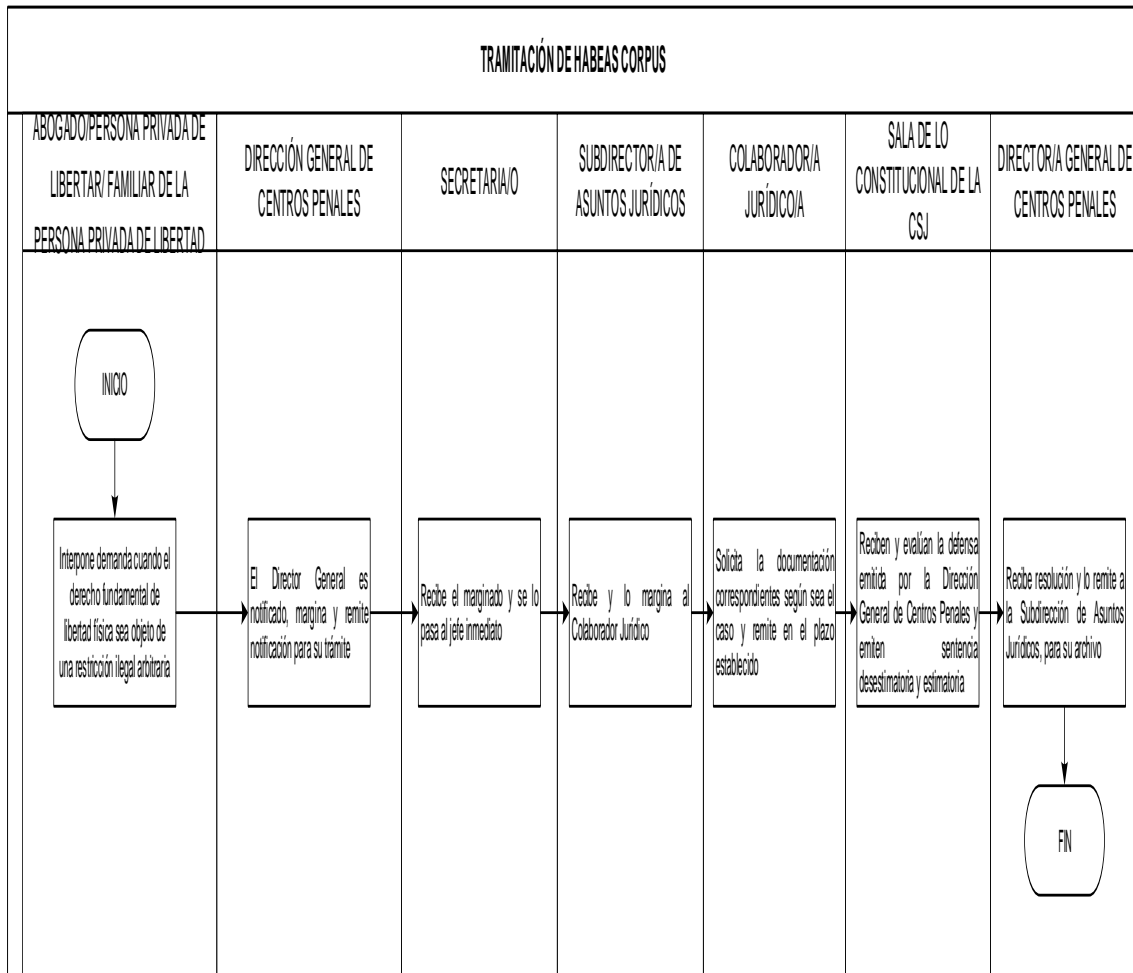 TRAMITACIÓN DE HABEAS CORPUS
ABOGADO/PERSONA PRIVADA DE
LIBERTAR/ FAMILIAR DE LA
PERSONA PRIVADA DE LIBERTAD
DIRECCIÓN GENERAL DE
CENTROS PENALES
SECRETARIA/O
SUBDIRECTOR/A DE
ASUNTOS JURÍDICOS
COLABORADOR/A
JURÍDICO/A
SALA DE LO
CONSTITUCIONAL DE LA
CSJ
DIRECTOR/A GENERAL DE
CENTROS PENALES
INICIO
Interpone demanda cuando el
derecho fundamental de
libertad física sea objeto de
una restricción ilegal arbitraria
El Director General es
notificado, margina y remite
notificación para su trámite
Recibe el marginado y se lo
pasa al jefe inmediato
Recibe y lo margina al
Colaborador Jurídico
Solicita la documentación
correspondientes según sea el
caso y remite en el plazo
establecido
Reciben y evalúan la defensa
emitida por la Dirección
General de Centros Penales y
emiten sentencia
desestimatoria y estimatoria
Recibe resolución y lo remite a
la Subdirección de Asuntos
Jurídicos, para su archivo
FIN